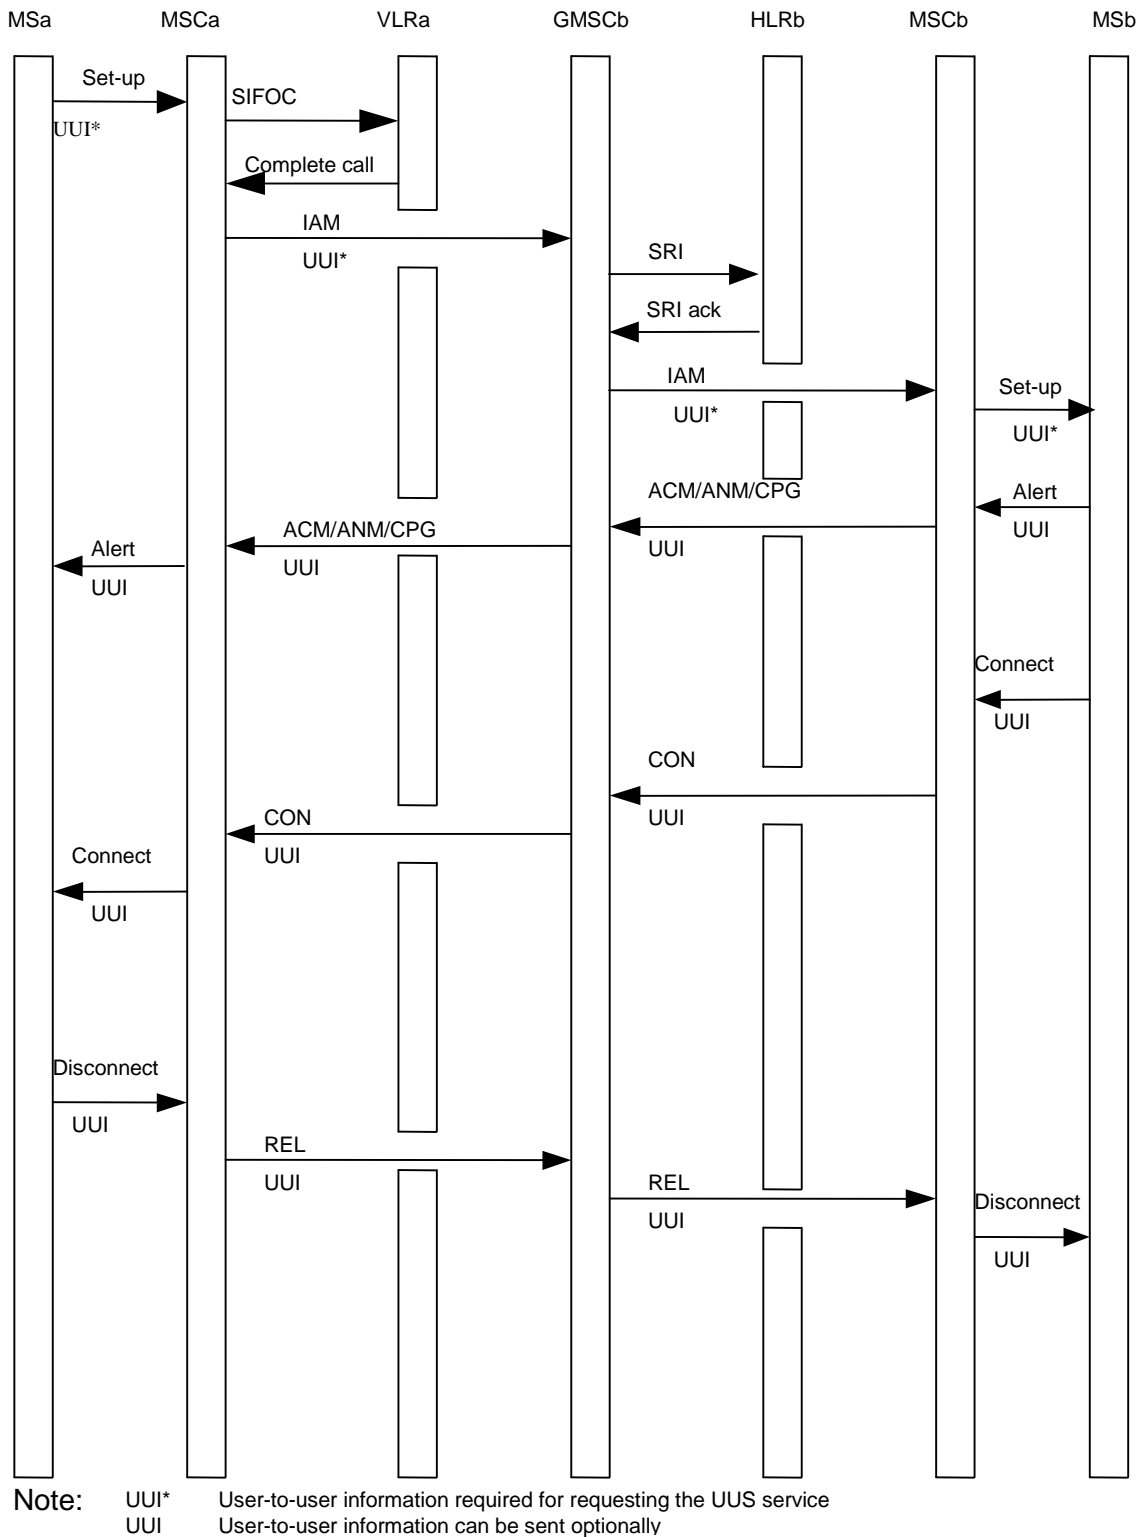 MSa MSCa VLRa GMSCb HLRb MSCb MSb
Set-up
UUI*
SIFOC
Complete call
IAM
UUI*
SRI
SRI ack
IAM
UUI*
Set-up
UUI*
Alert
UUI
ACM/ANM/CPG
UUI
ACM/ANM/CPG
UUI
Alert
UUI
Connect
UUI
CON
UUI
CON
UUI
Connect
UUI
Disconnect
UUI
REL
UUI
REL
UUI
Disconnect
UUI
Note: UUI* User-to-user information required for requesting the UUS service
UUI User-to-user information can be sent optionally